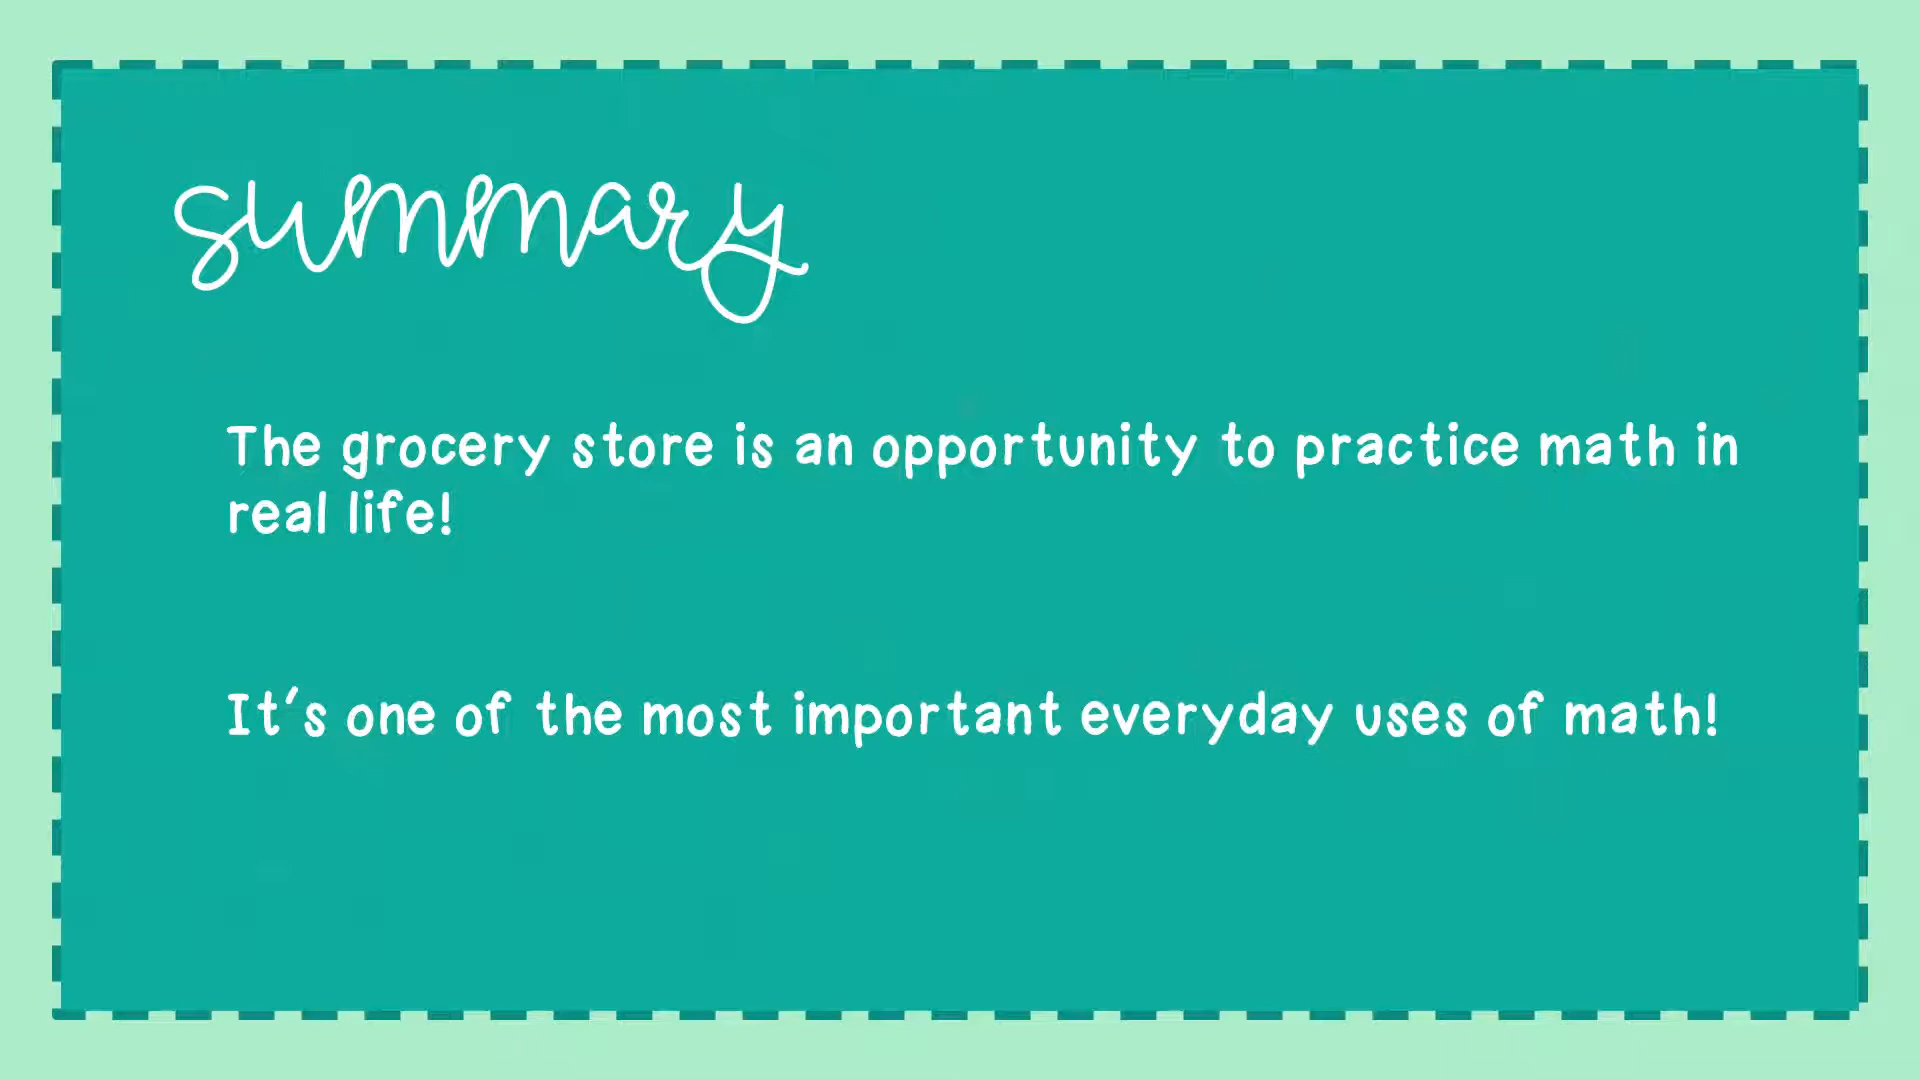 summary
The grocery store is an opportunity to practice math in
real life!
It's one of the most important everyday uses of math!